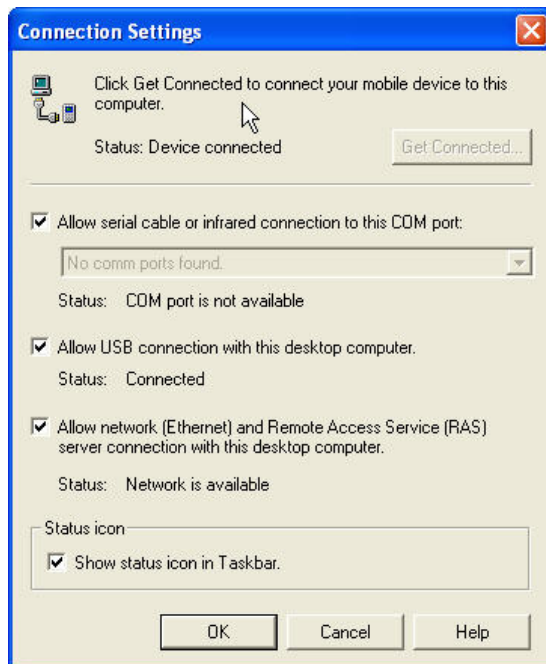 Connection Settings
Click Get Connected to connect your mobile device to this
computer.
Status: Device connected
Get Connected...
Allow serial cable or infrared connection to this COM port:
No comm ports found.
Status: COM port is not available
Allow USB connection with this desktop computer.
Status: Connected
Allow network (Ethernet) and Remote Access Service (RAS)
server connection with this desktop computer.
Status: Network is available
Status icon
Show status icon in Taskbar.
OK Cancel Help